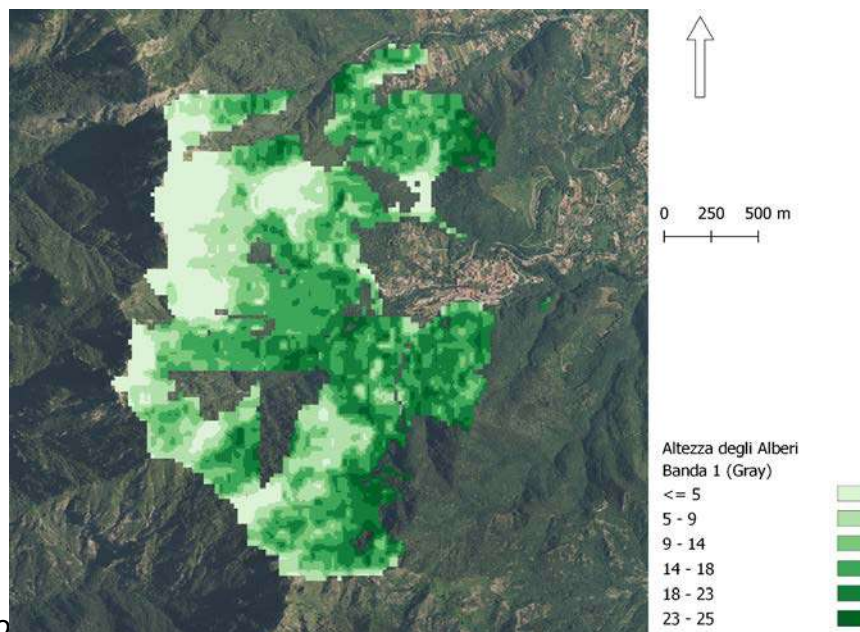 0 250 500 m
Altezza degli Alberi
Banda 1 (Gray)
<= 5
5 - 9
9 - 14
14 - 18
18 - 23
23 - 25